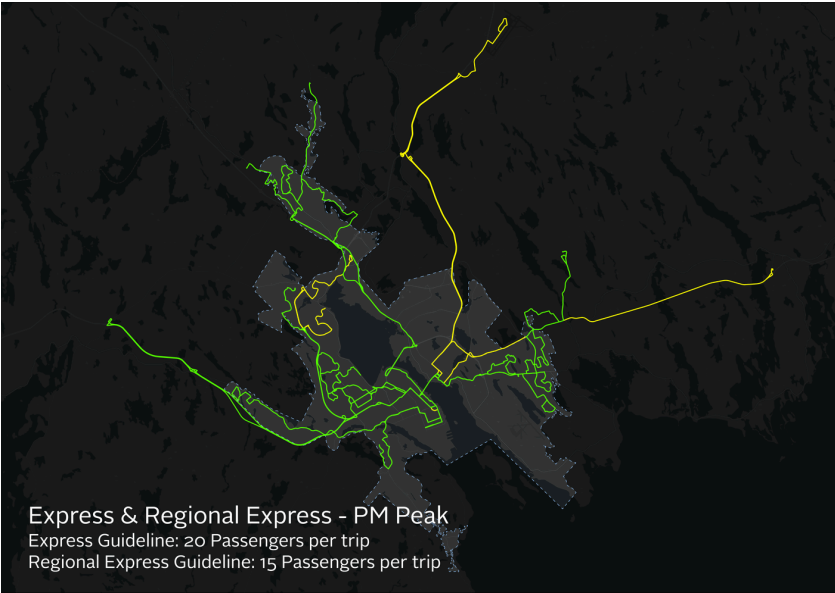 Express & Regional Express - PM Peak
Express Guideline: 20 Passengers per trip
Regional Express Guideline: 15 Passengers per trip